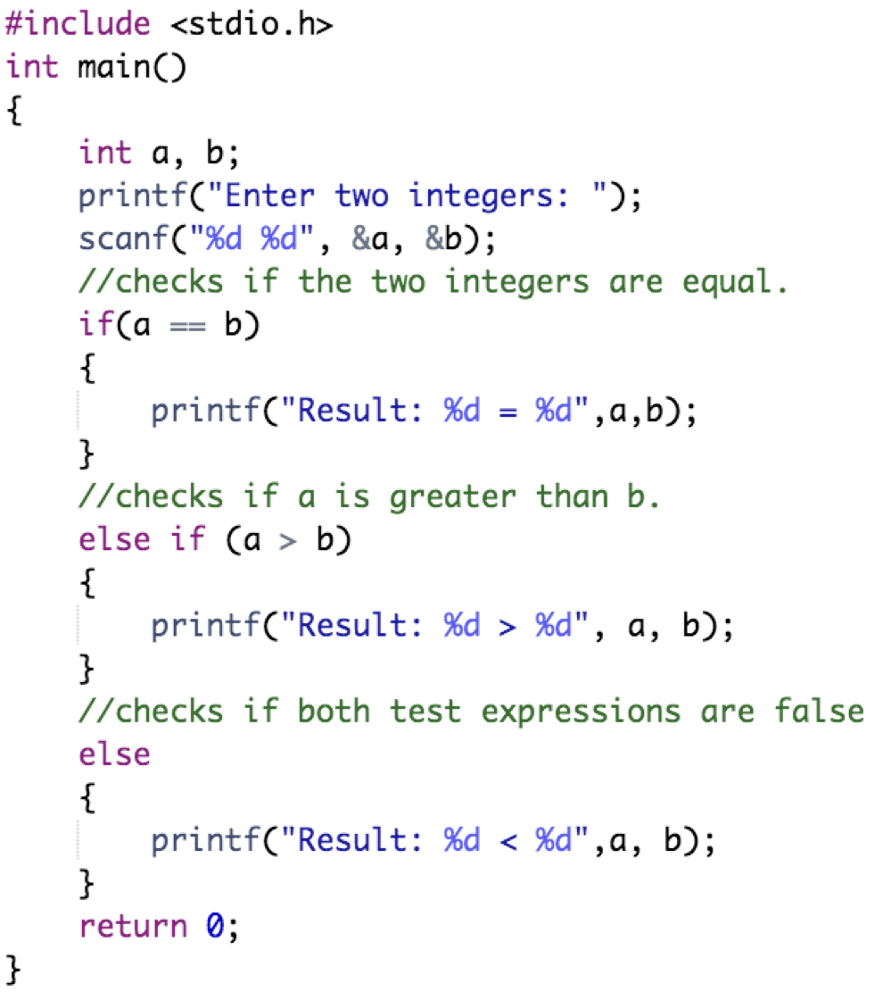 #include <stdio.h>
int main()
{
    int a, b;
    printf("Enter two integers: ");
    scanf("%d %d", &a, &b);
    //checks if the two integers are equal.
    if(a == b)
    {
        printf("Result: %d = %d",a,b);
    }
    //checks if a is greater than b.
    else if (a > b)
    {
        printf("Result: %d > %d", a, b);
    }
    //checks if both test expressions are false
    else
    {
        printf("Result: %d < %d",a, b);
    }
    return 0;
}